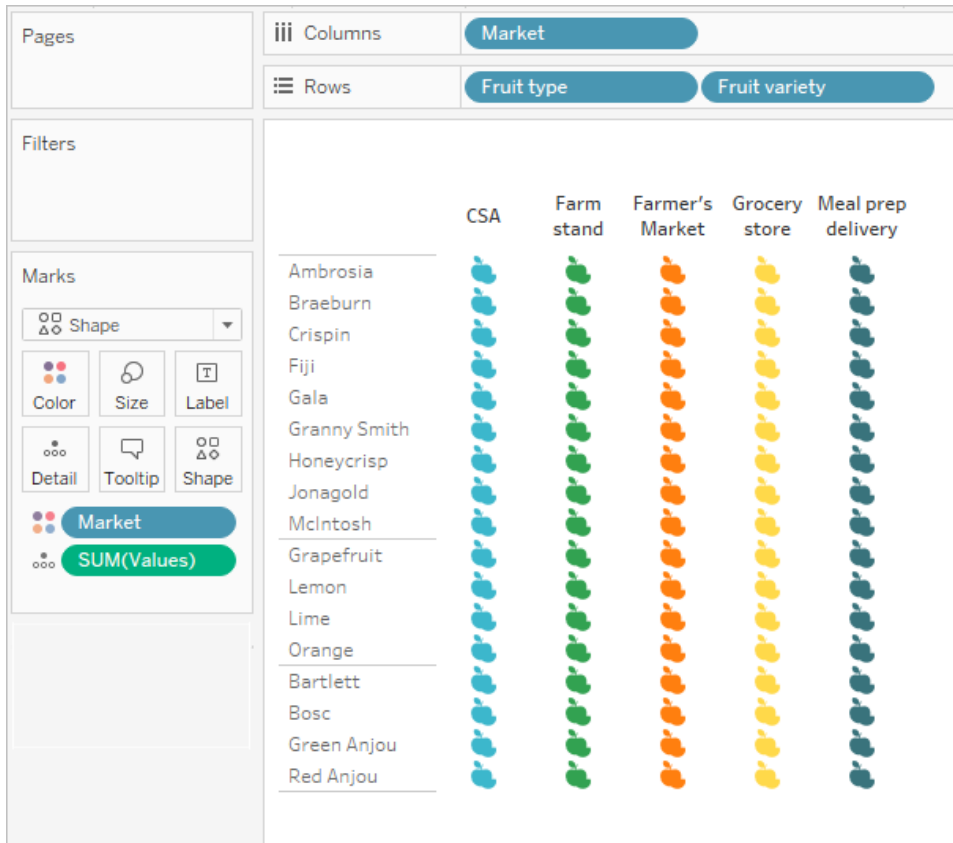 Pages
Columns
Market
Rows
Fruit type
Fruit variety
Filters
CSA
Farm
stand
Farmer's
Market
Grocery
store
Meal prep
delivery
Marks
Shape
Color
Size
T
Label
Detail
Tooltip
Shape
Market
SUM(Values)
Ambrosia
Braeburn
Crispin
Fiji
Gala
Granny Smith
Honeycrisp
Jonagold
McIntosh
Grapefruit
Lemon
Lime
Orange
Bartlett
Bosc
Green Anjou
Red Anjou